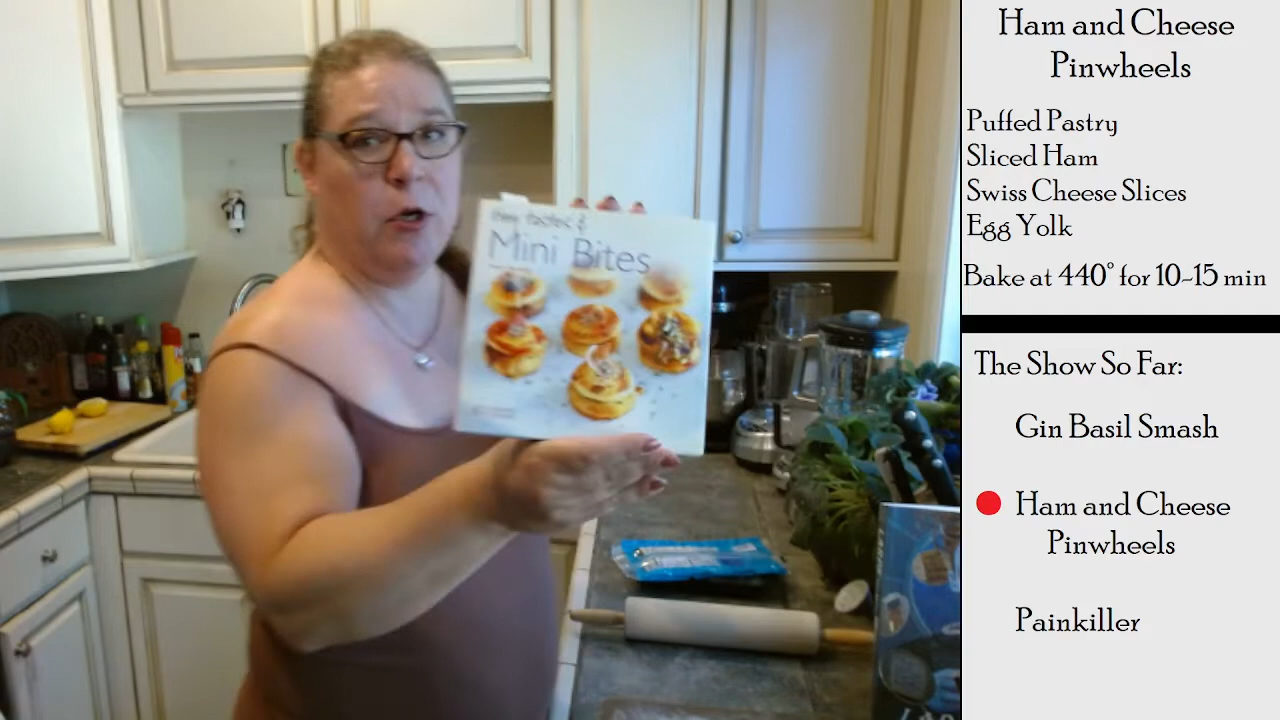 Mini Bites
Ham and Cheese
Pinwheels
Puffed Pastry
Sliced Ham
Swiss Cheese Slices
Egg Yolk
Bake at 440° for 10-15 min
The Show So Far:
Gin Basil Smash
Ham and Cheese
Pinwheels
Painkiller